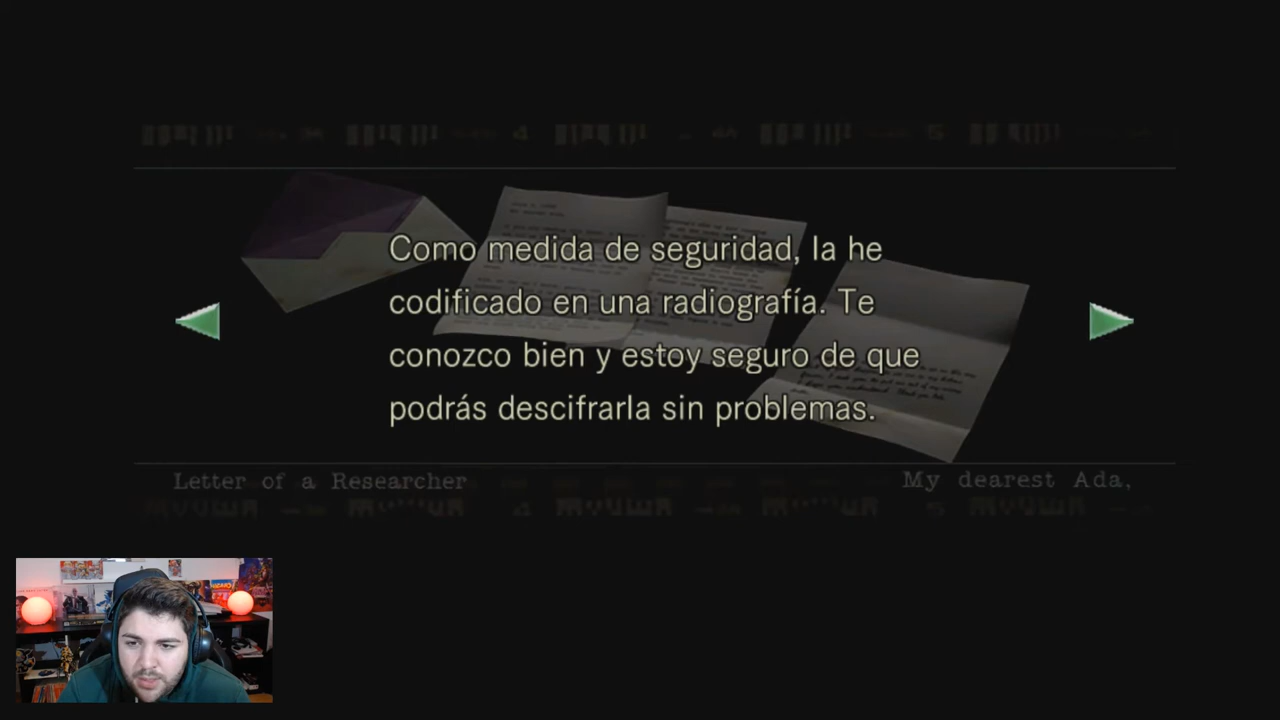 Como medida de seguridad, la he
codificado en una radiografía. Te
conozco bien y estoy seguro de que
podrás descifrarla sin problemas.
Letter of a Researcher
My dearest Ada,